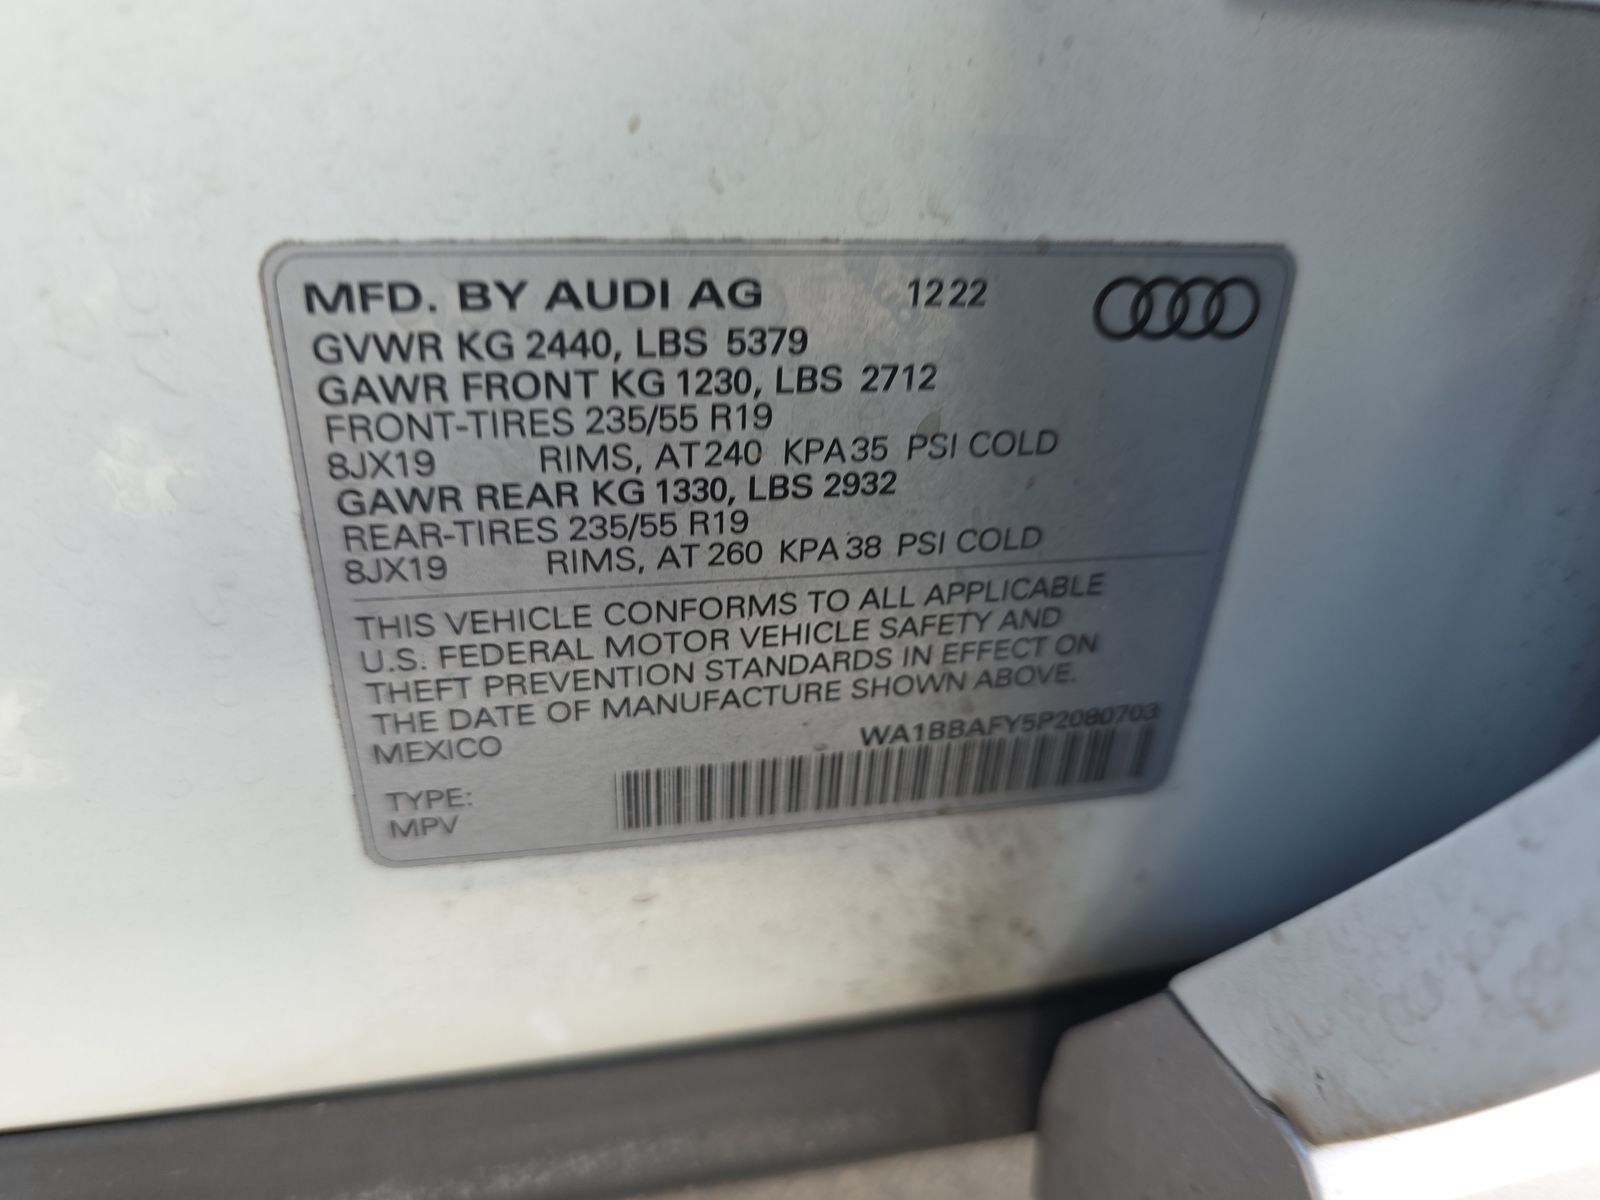 MFD. BY AUDI AG 1222
GVWR KG 2440, LBS 5379
GAWR FRONT KG 1230, LBS 2712
FRONT-TIRES 235/55 R19
8JX19 RIMS, AT 240 KPA 35 PSI COLD
GAWR REAR KG 1330, LBS 2932
REAR-TIRES 235/55 R19
8JX19 RIMS, AT 260 KPA 38 PSI COLD
THIS VEHICLE CONFORMS TO ALL APPLICABLE
U.S. FEDERAL MOTOR VEHICLE SAFETY AND
THEFT PREVENTION STANDARDS IN EFFECT ON
THE DATE OF MANUFACTURE SHOWN ABOVE.
MEXICO WA1BBAFY5P2080703
TYPE:
MPV